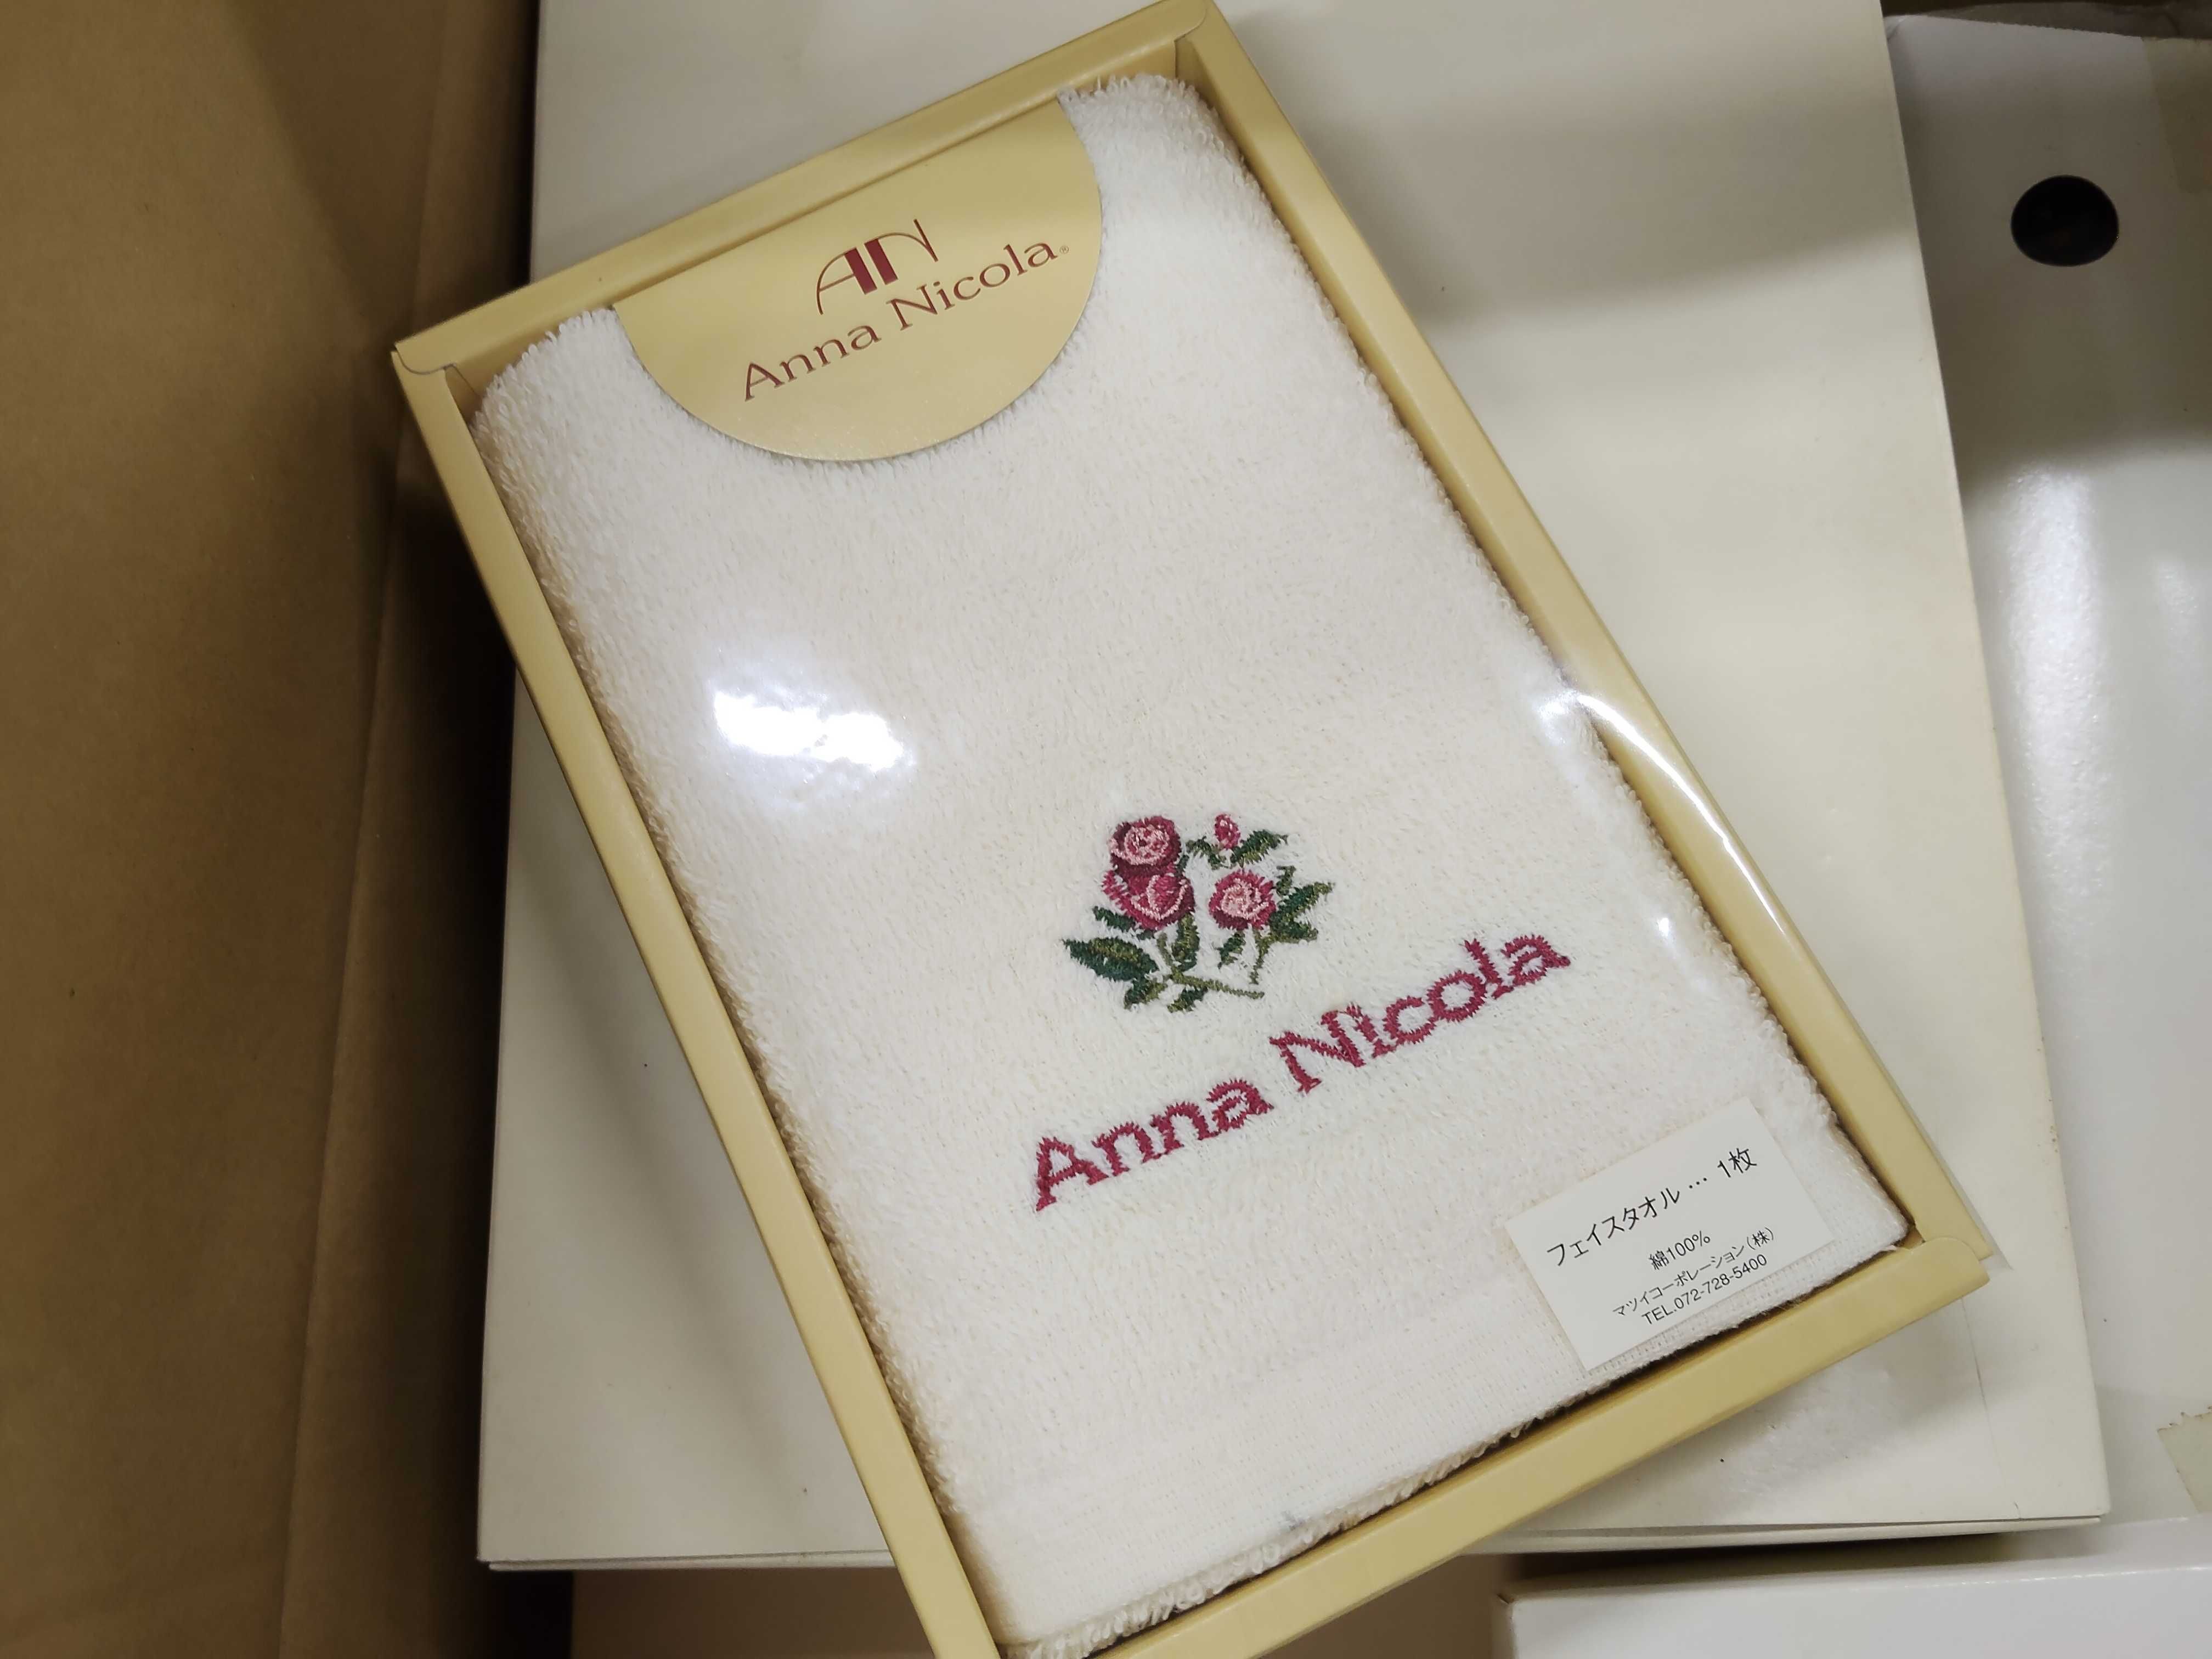 AN
Anna Nicola®
Anna Nicola
フェイスタオル … 1枚
綿100%
マツイコーポレーション(株)
TEL.072-728-5400